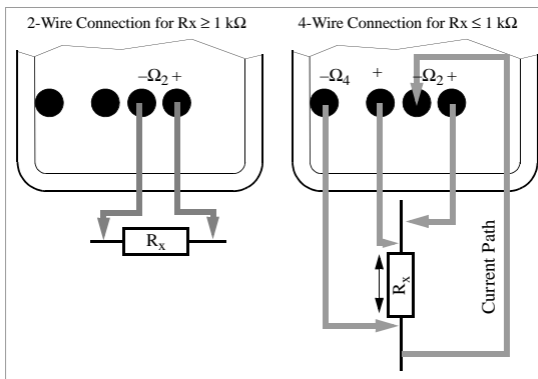 2-Wire Connection for Rx ≥ 1 kΩ
4-Wire Connection for Rx ≤ 1 kΩ
–Ω2 +
–Ω4 + –Ω2 +
Rx
Rx
Current Path